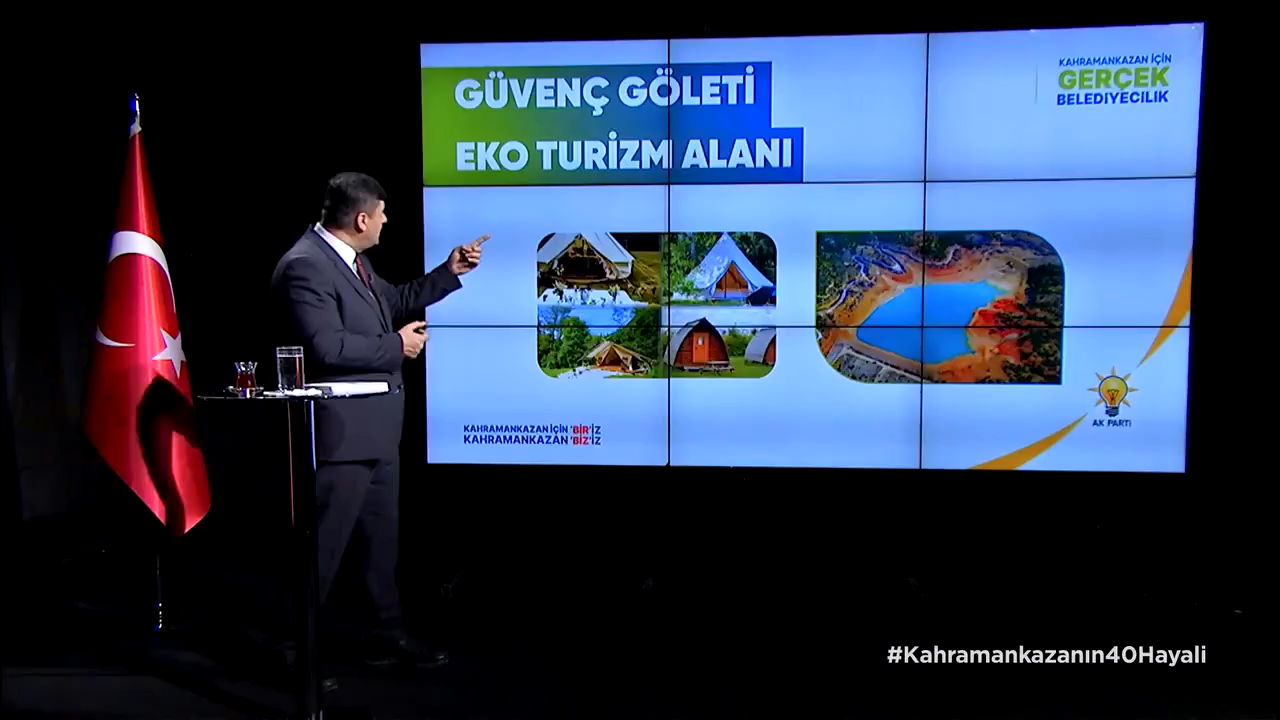 GÜVENÇ GÖLETİ
EKO TURİZM ALANI
KAHRAMANKAZAN İÇİN
GERÇEK
BELEDİYECİLİK
KAHRAMANKAZAN İÇİN 'BİR'İZ
KAHRAMANKAZAN 'BİZ'İZ
AK PARTİ
#Kahramankazanın40Hayali